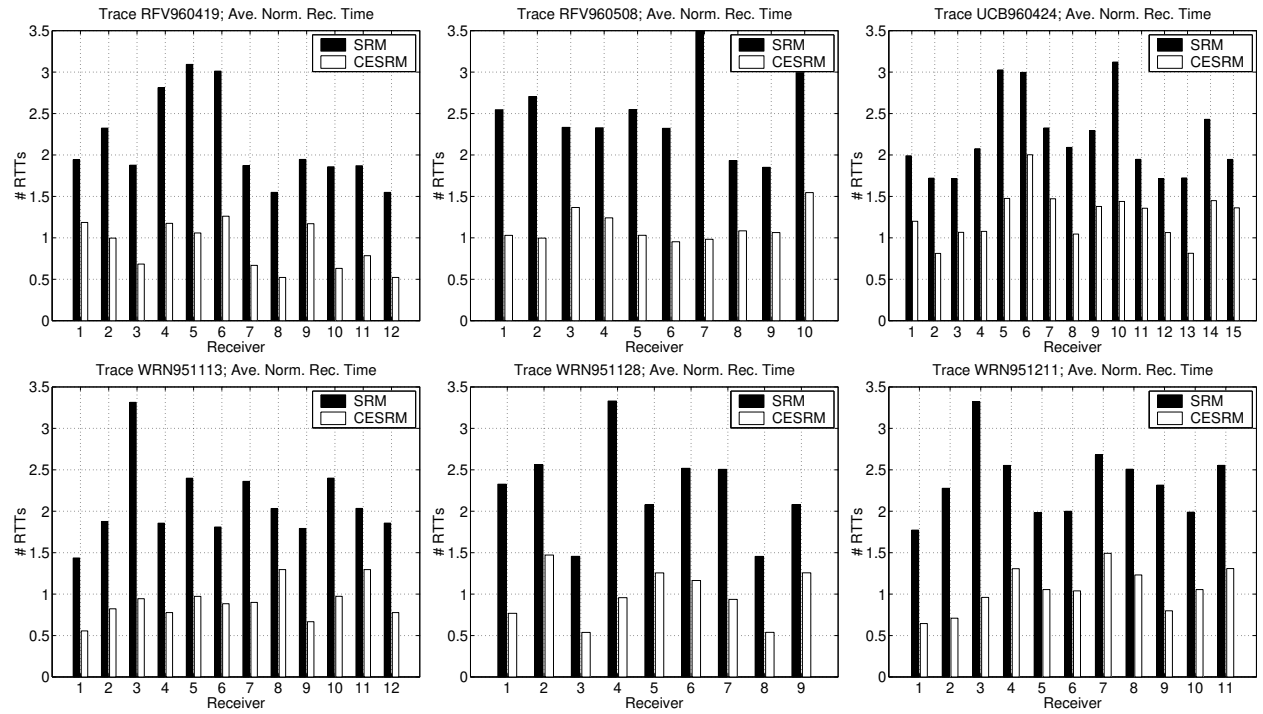 Trace RFV960419; Ave. Norm. Rec. Time
3.5
3
2.5
2
1.5
1
0.5
0
# RTTs
SRM
CESRM
1 2 3 4 5 6 7 8 9 10 11 12
Receiver
Trace RFV960508; Ave. Norm. Rec. Time
3.5
3
2.5
2
1.5
1
0.5
0
# RTTs
SRM
CESRM
1 2 3 4 5 6 7 8 9 10
Receiver
Trace UCB960424; Ave. Norm. Rec. Time
3.5
3
2.5
2
1.5
1
0.5
0
# RTTs
SRM
CESRM
1 2 3 4 5 6 7 8 9 10 11 12 13 14 15
Receiver
Trace WRN951113; Ave. Norm. Rec. Time
3.5
3
2.5
2
1.5
1
0.5
0
# RTTs
SRM
CESRM
1 2 3 4 5 6 7 8 9 10 11 12
Receiver
Trace WRN951128; Ave. Norm. Rec. Time
3.5
3
2.5
2
1.5
1
0.5
0
# RTTs
SRM
CESRM
1 2 3 4 5 6 7 8 9
Receiver
Trace WRN951211; Ave. Norm. Rec. Time
3.5
3
2.5
2
1.5
1
0.5
0
# RTTs
SRM
CESRM
1 2 3 4 5 6 7 8 9 10 11
Receiver